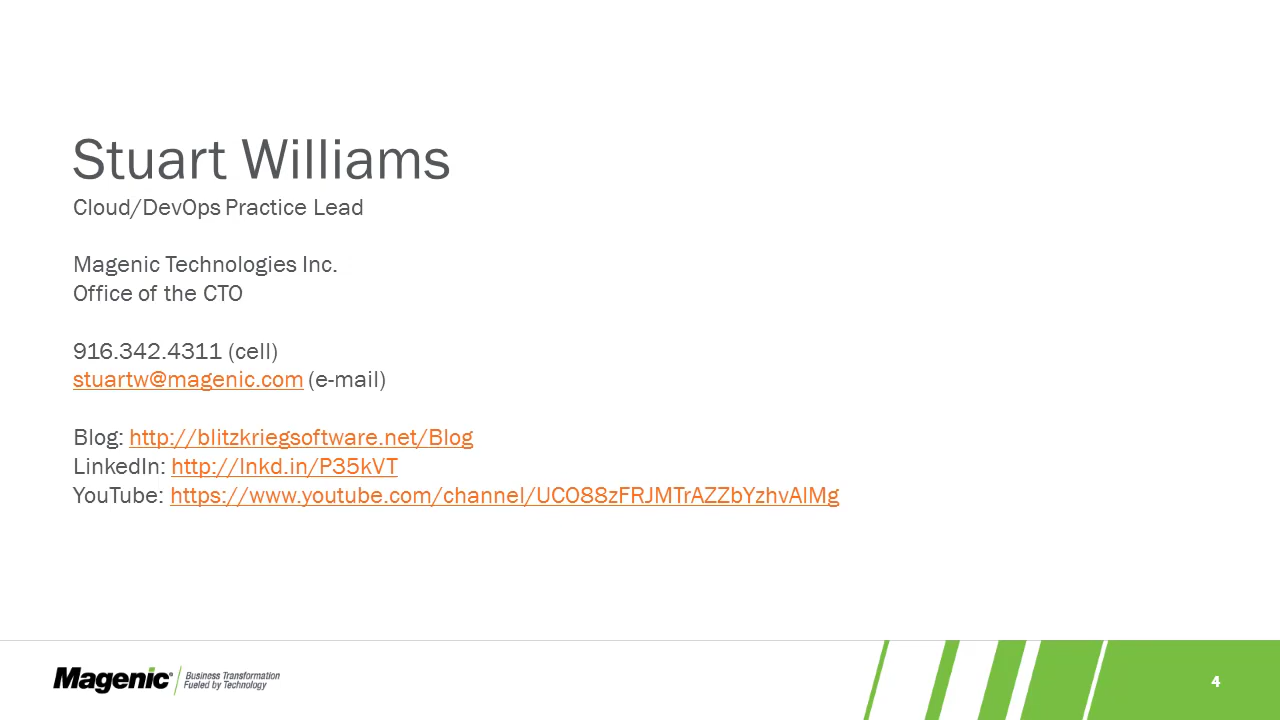 Stuart Williams
Cloud/DevOps Practice Lead
Magenic Technologies Inc.
Office of the CTO
916.342.4311 (cell)
stuartw@magenic.com (e-mail)
Blog: http://blitzkriegsoftware.net/Blog
LinkedIn: http://lnkd.in/P35kVT
YouTube: https://www.youtube.com/channel/UCO88zFRJMTrAZZbYzhvAlMg
Magenic®
Business Transformation
Fueled by Technology
4